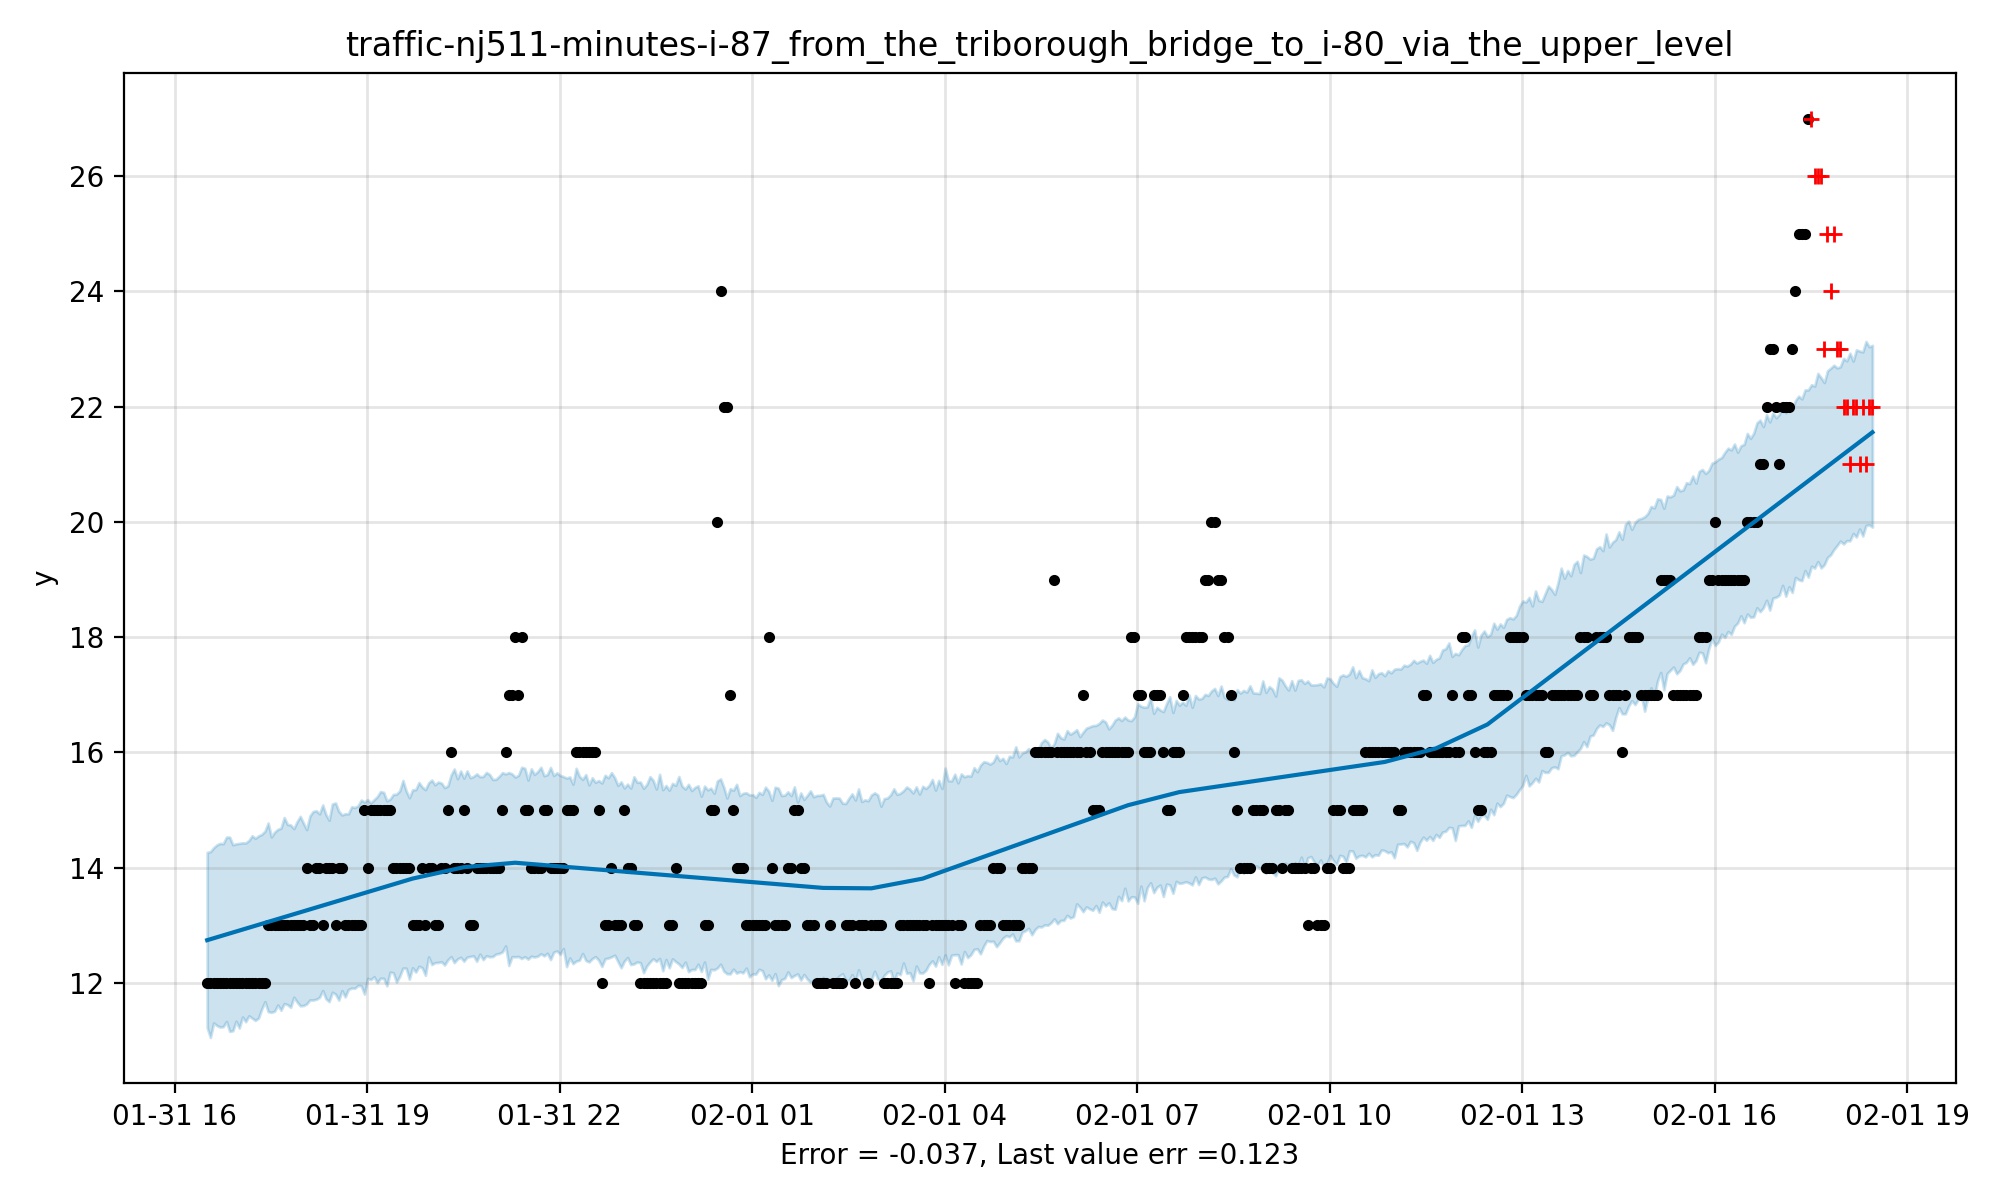 traffic-nj511-minutes-i-87_from_the_triborough_bridge_to_i-80_via_the_upper_level
y
26
24
22
20
18
16
14
12
01-31 16 01-31 19 01-31 22 02-01 01 02-01 04 02-01 07 02-01 10 02-01 13 02-01 16 02-01 19
Error = -0.037, Last value err =0.123